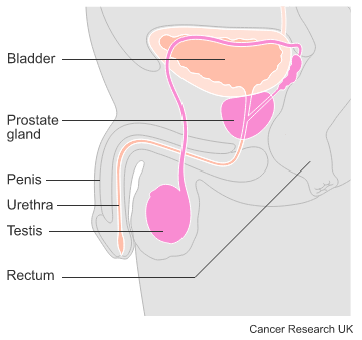 Bladder
Prostate
gland
Penis
Urethra
Testis
Rectum
Cancer Research UK